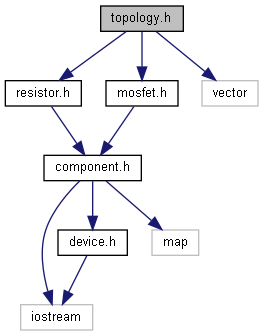 topology.h
resistor.h
mosfet.h
vector
component.h
device.h
map
iostream